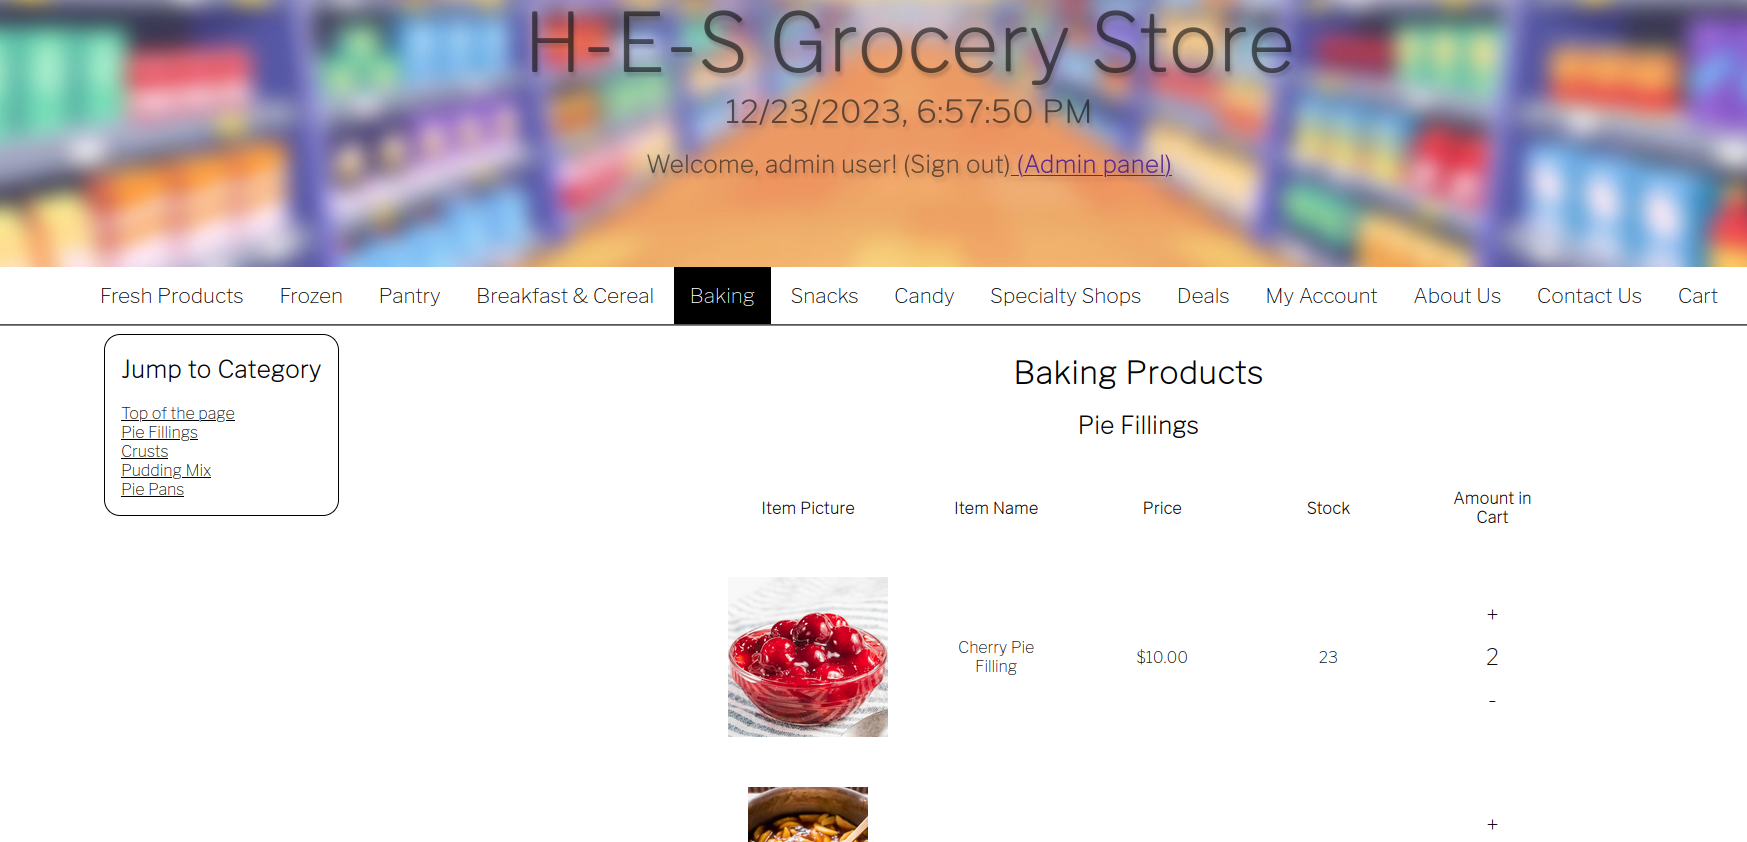 H-E-S Grocery Store
12/23/2023, 6:57:50 PM
Welcome, admin user! (Sign out) (Admin panel)
Fresh Products Frozen Pantry Breakfast & Cereal Baking Snacks Candy Specialty Shops Deals My Account About Us Contact Us Cart
Jump to Category
Top of the page
Pie Fillings
Crusts
Pudding Mix
Pie Pans
Baking Products
Pie Fillings
Item Picture Item Name Price Stock Amount in
Cart
+
Cherry Pie
Filling
$10.00 23 2
-
+